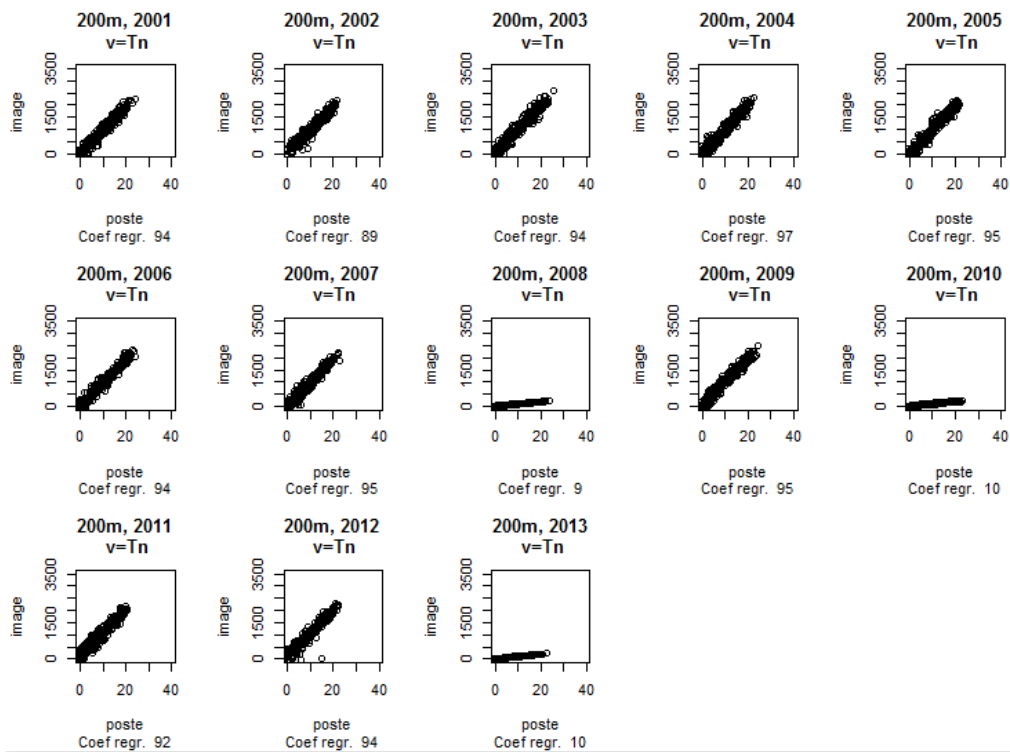 200m, 2001
v=Tn
image
0 1500 3500
0 20 40
poste
Coef regr. 94
200m, 2002
v=Tn
image
0 1500 3500
0 20 40
poste
Coef regr. 89
200m, 2003
v=Tn
image
0 1500 3500
0 20 40
poste
Coef regr. 94
200m, 2004
v=Tn
image
0 1500 3500
0 20 40
poste
Coef regr. 97
200m, 2005
v=Tn
image
0 1500 3500
0 20 40
poste
Coef regr. 95
200m, 2006
v=Tn
image
0 1500 3500
0 20 40
poste
Coef regr. 94
200m, 2007
v=Tn
image
0 1500 3500
0 20 40
poste
Coef regr. 95
200m, 2008
v=Tn
image
0 1500 3500
0 20 40
poste
Coef regr. 9
200m, 2009
v=Tn
image
0 1500 3500
0 20 40
poste
Coef regr. 95
200m, 2010
v=Tn
image
0 1500 3500
0 20 40
poste
Coef regr. 10
200m, 2011
v=Tn
image
0 1500 3500
0 20 40
poste
Coef regr. 92
200m, 2012
v=Tn
image
0 1500 3500
0 20 40
poste
Coef regr. 94
200m, 2013
v=Tn
image
0 1500 3500
0 20 40
poste
Coef regr. 10